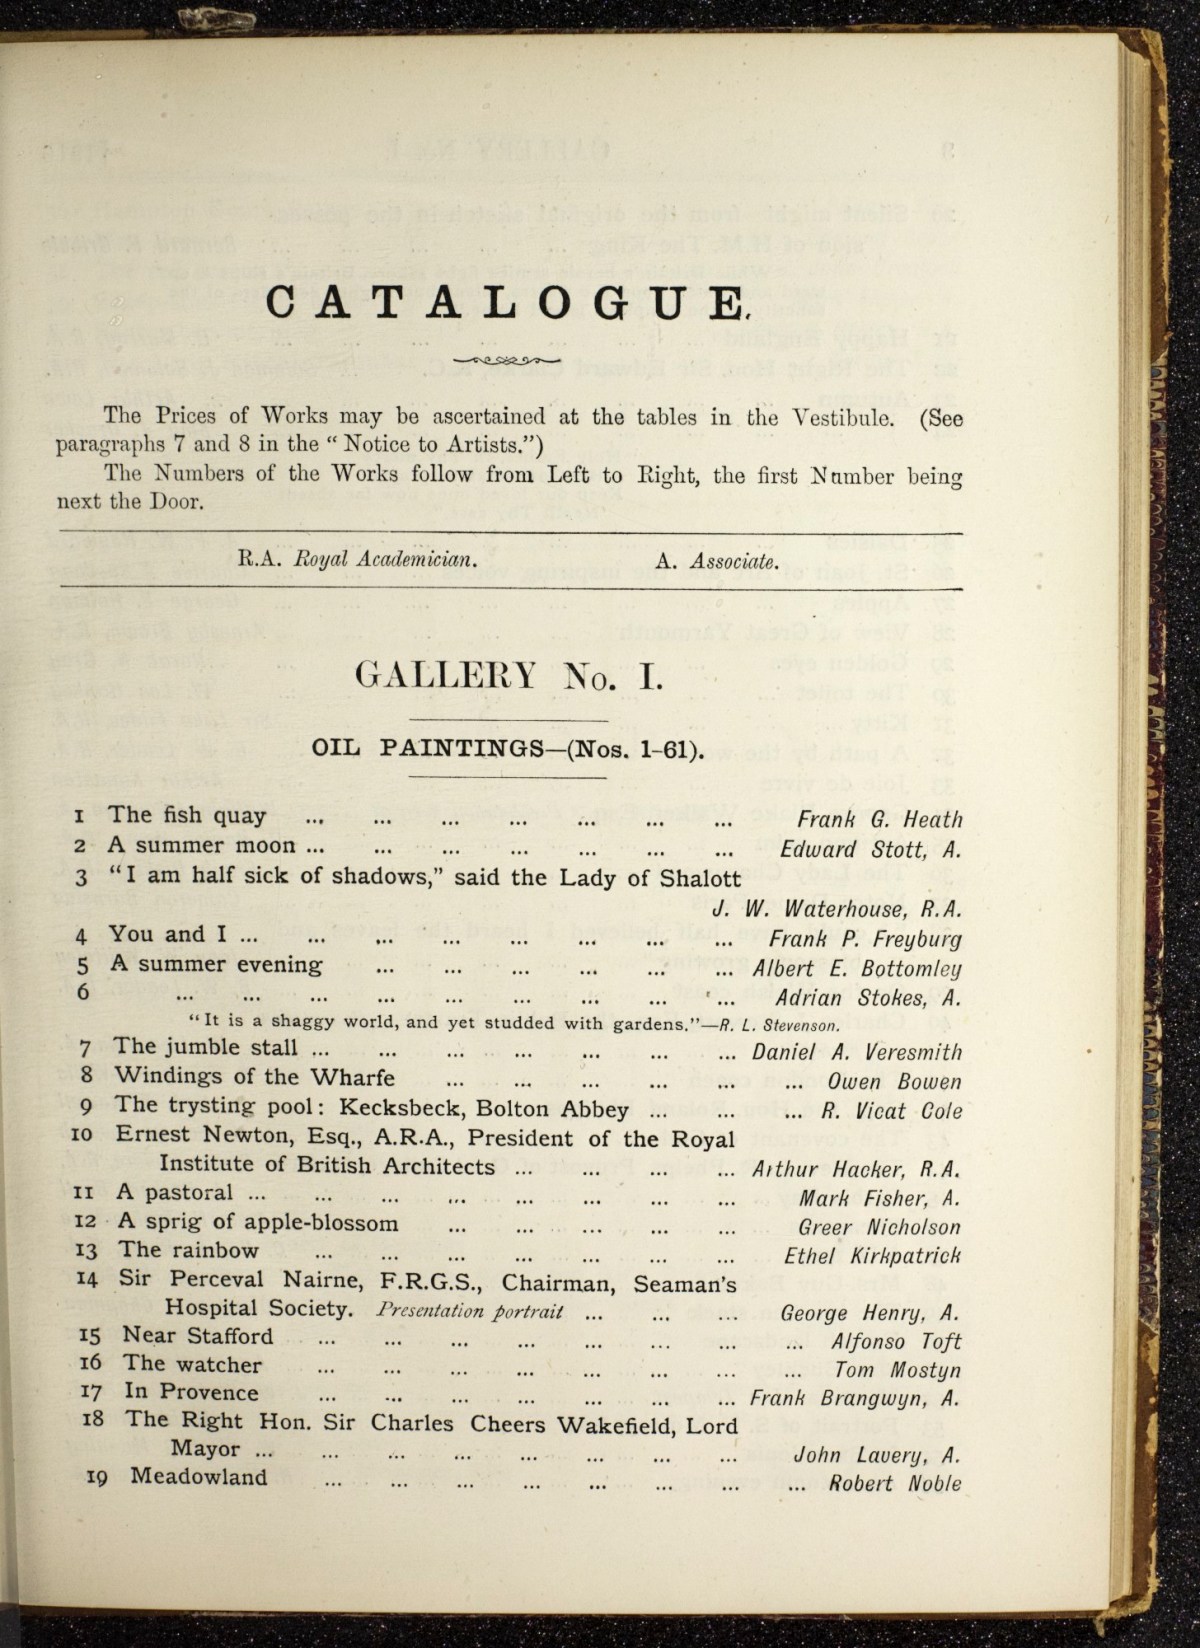 CATALOGUE.
The Prices of Works may be ascertained at the tables in the Vestibule. (See
paragraphs 7 and 8 in the “ Notice to Artists.”)
The Numbers of the Works follow from Left to Right, the first Number being
next the Door.
R.A. Royal Academician. A. Associate.
GALLERY No. I.
OIL PAINTINGS—(Nos. 1-61).
1 The fish quay ... ... ... ... ... ... ... Frank G. Heath
2 A summer moon ... ... ... ... ... ... ... Edward Stott, A.
3 “I am half sick of shadows,” said the Lady of Shalott
J. W. Waterhouse, R.A.
4 You and I ... ... ... ... ... ... ... ... Frank P. Freyburg
5 A summer evening ... ... ... ... ... ... Albert E. Bottomley
6 ... ... ... ... ... ... ... ... ... Adrian Stokes, A.
“It is a shaggy world, and yet studded with gardens.”—R. L. Stevenson.
7 The jumble stall ... ... ... ... ... ... ... Daniel A. Veresmith
8 Windings of the Wharfe ... ... ... ... ... ... Owen Bowen
9 The trysting pool: Kecksbeck, Bolton Abbey ... ... ... R. Vicat Cole
10 Ernest Newton, Esq., A.R.A., President of the Royal
Institute of British Architects ... ... ... ... Arthur Hacker, R.A.
11 A pastoral ... ... ... ... ... ... ... ... Mark Fisher, A.
12 A sprig of apple-blossom ... ... ... ... ... Greer Nicholson
13 The rainbow ... ... ... ... ... ... ... Ethel Kirkpatrick
14 Sir Perceval Nairne, F.R.G.S., Chairman, Seaman’s
Hospital Society. Presentation portrait ... ... ... George Henry, A.
15 Near Stafford ... ... ... ... ... ... ... ... Alfonso Toft
16 The watcher ... ... ... ... ... ... ... ... Tom Mostyn
17 In Provence ... ... ... ... ... ... ... Frank Brangwyn, A.
18 The Right Hon. Sir Charles Cheers Wakefield, Lord
Mayor ... ... ... ... ... ... ... ... John Lavery, A.
19 Meadowland ... ... ... ... ... ... ... ... Robert Noble